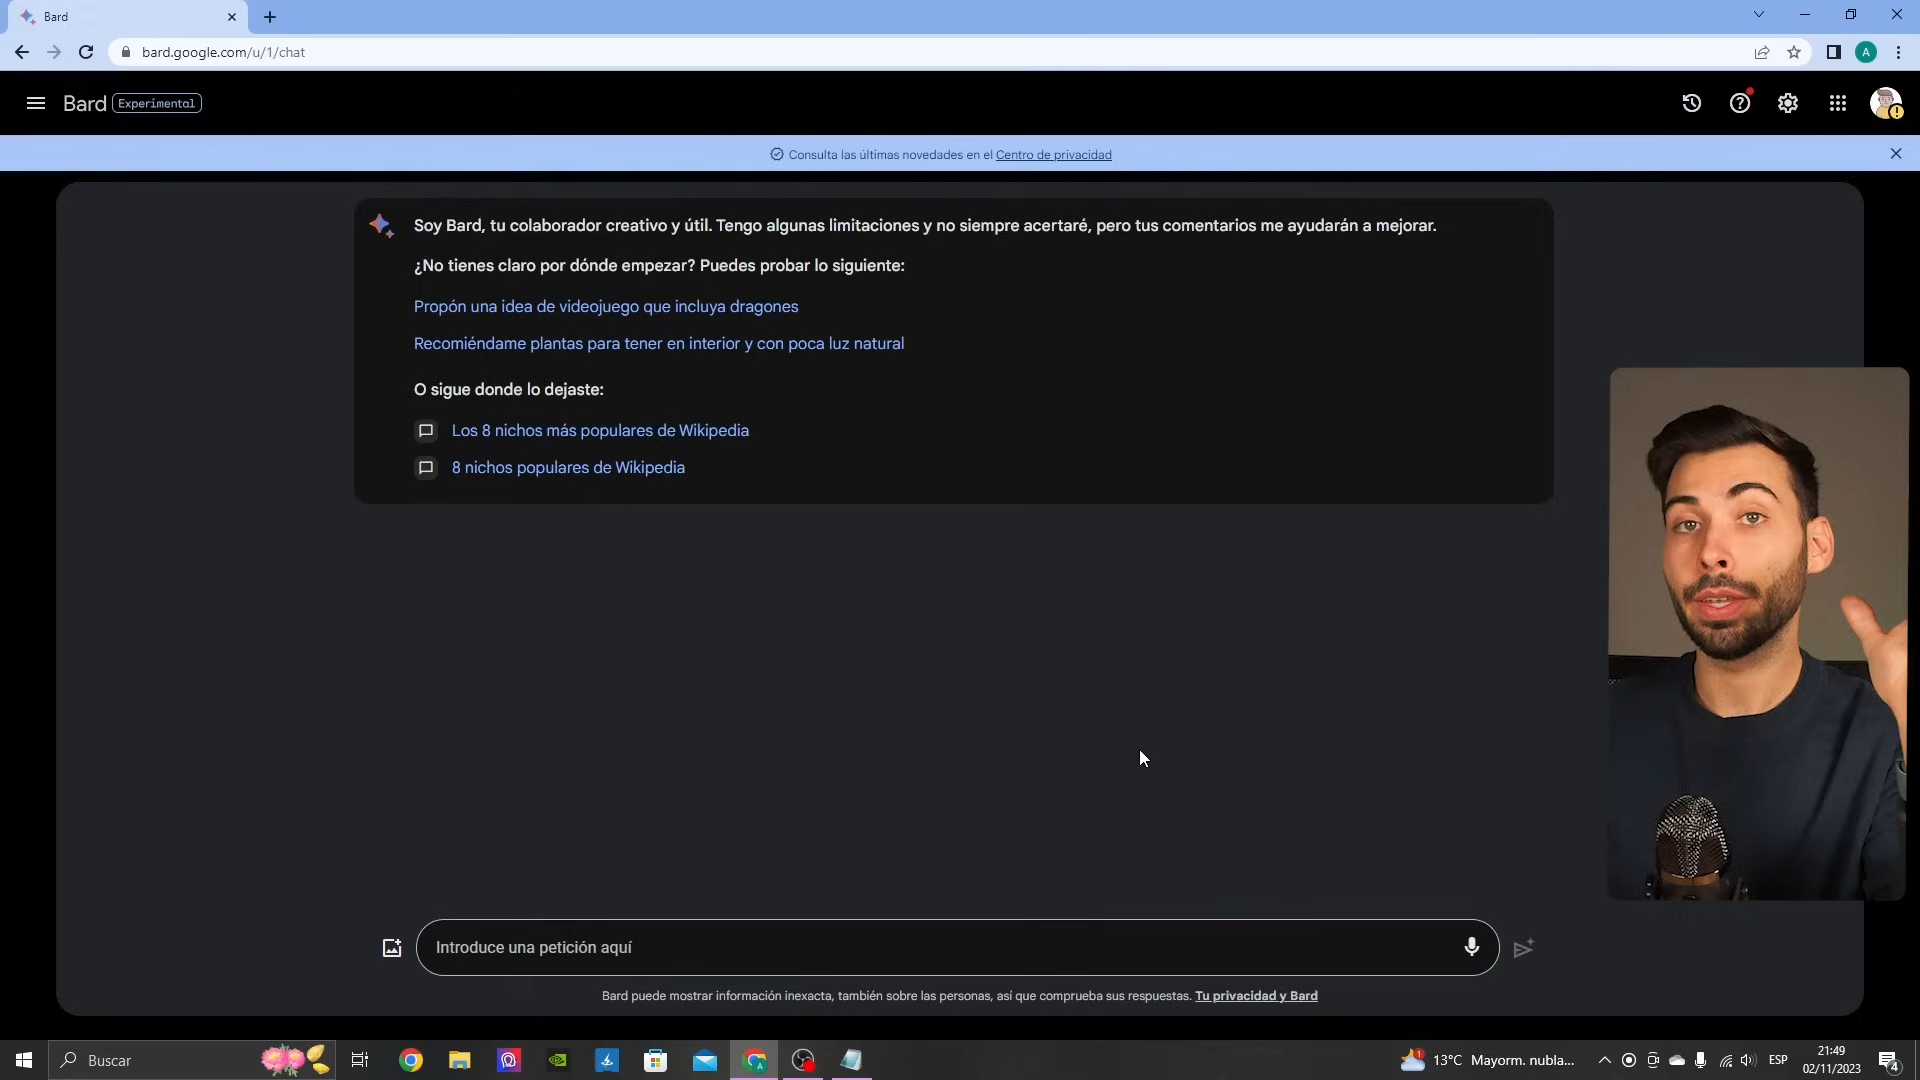 Bard
bard.google.com/u/1/chat
A
Bard Experimental
Consulta las últimas novedades en el Centro de privacidad
Soy Bard, tu colaborador creativo y útil. Tengo algunas limitaciones y no siempre acertaré, pero tus comentarios me ayudarán a mejorar.
¿No tienes claro por dónde empezar? Puedes probar lo siguiente:
Propón una idea de videojuego que incluya dragones
Recomiéndame plantas para tener en interior y con poca luz natural
O sigue donde lo dejaste:
Los 8 nichos más populares de Wikipedia
8 nichos populares de Wikipedia
Introduce una petición aquí
Bard puede mostrar información inexacta, también sobre las personas, así que comprueba sus respuestas. Tu privacidad y Bard
Buscar
A
1
13°C Mayorm. nubla...
ESP
21:49
02/11/2023
4